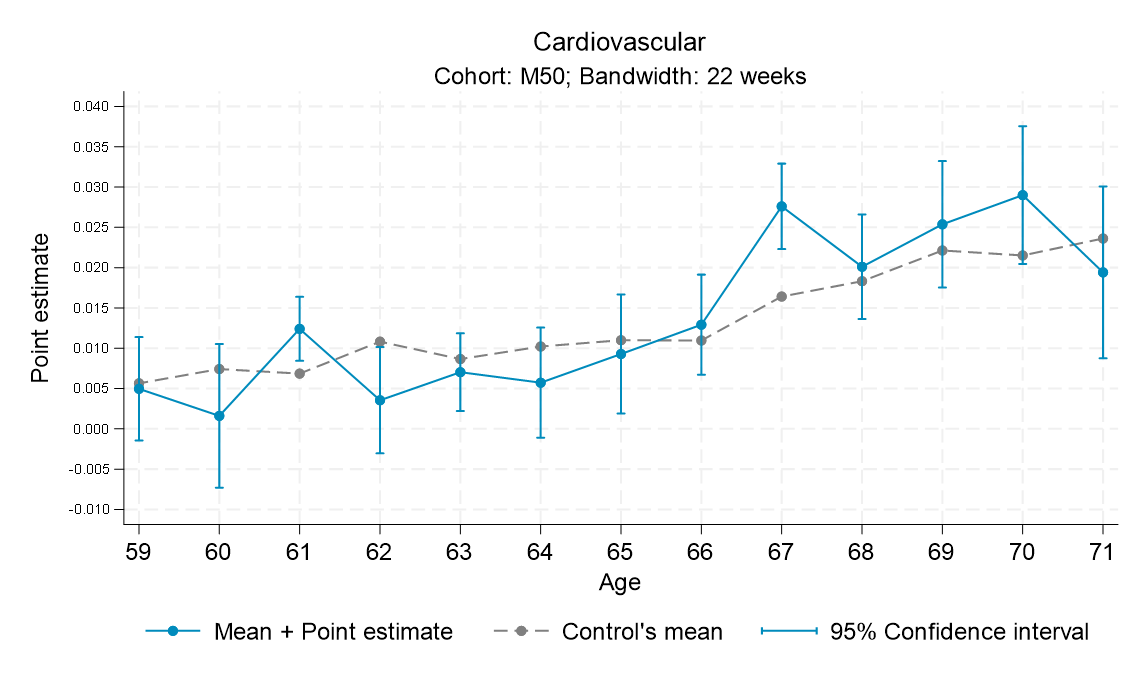 Cardiovascular
Cohort: M50; Bandwidth: 22 weeks
Point estimate
0.040
0.035
0.030
0.025
0.020
0.015
0.010
0.005
0.000
-0.005
-0.010
59 60 61 62 63 64 65 66 67 68 69 70 71
Age
Mean + Point estimate Control's mean 95% Confidence interval